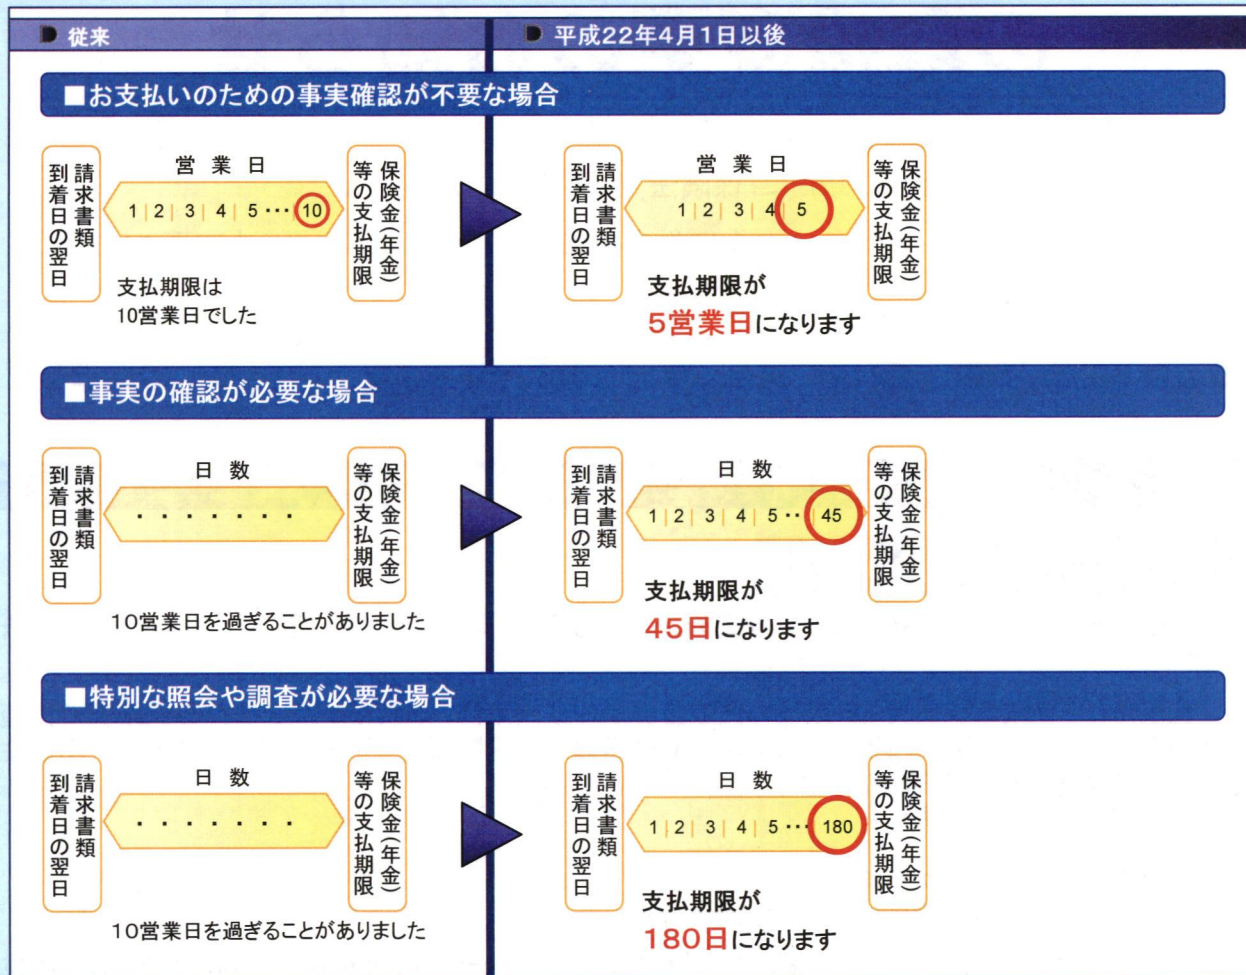 従来
平成22年4月1日以後
■お支払いのための事実確認が不要な場合
請求書類
到着日の翌日
営業日
1 | 2 | 3 | 4 | 5 ··· | 10
保険金(年金)
等の支払期限
支払期限は
10営業日でした
請求書類
到着日の翌日
営業日
1 | 2 | 3 | 4 | 5
保険金(年金)
等の支払期限
支払期限が
5営業日になります
■事実の確認が必要な場合
請求書類
到着日の翌日
日数
· · · · · · ·
保険金(年金)
等の支払期限
10営業日を過ぎることがありました
請求書類
到着日の翌日
日数
1 | 2 | 3 | 4 | 5 ·· | 45
保険金(年金)
等の支払期限
支払期限が
45日になります
■特別な照会や調査が必要な場合
請求書類
到着日の翌日
日数
· · · · · · ·
保険金(年金)
等の支払期限
10営業日を過ぎることがありました
請求書類
到着日の翌日
日数
1 | 2 | 3 | 4 | 5 ··· 180
保険金(年金)
等の支払期限
支払期限が
180日になります